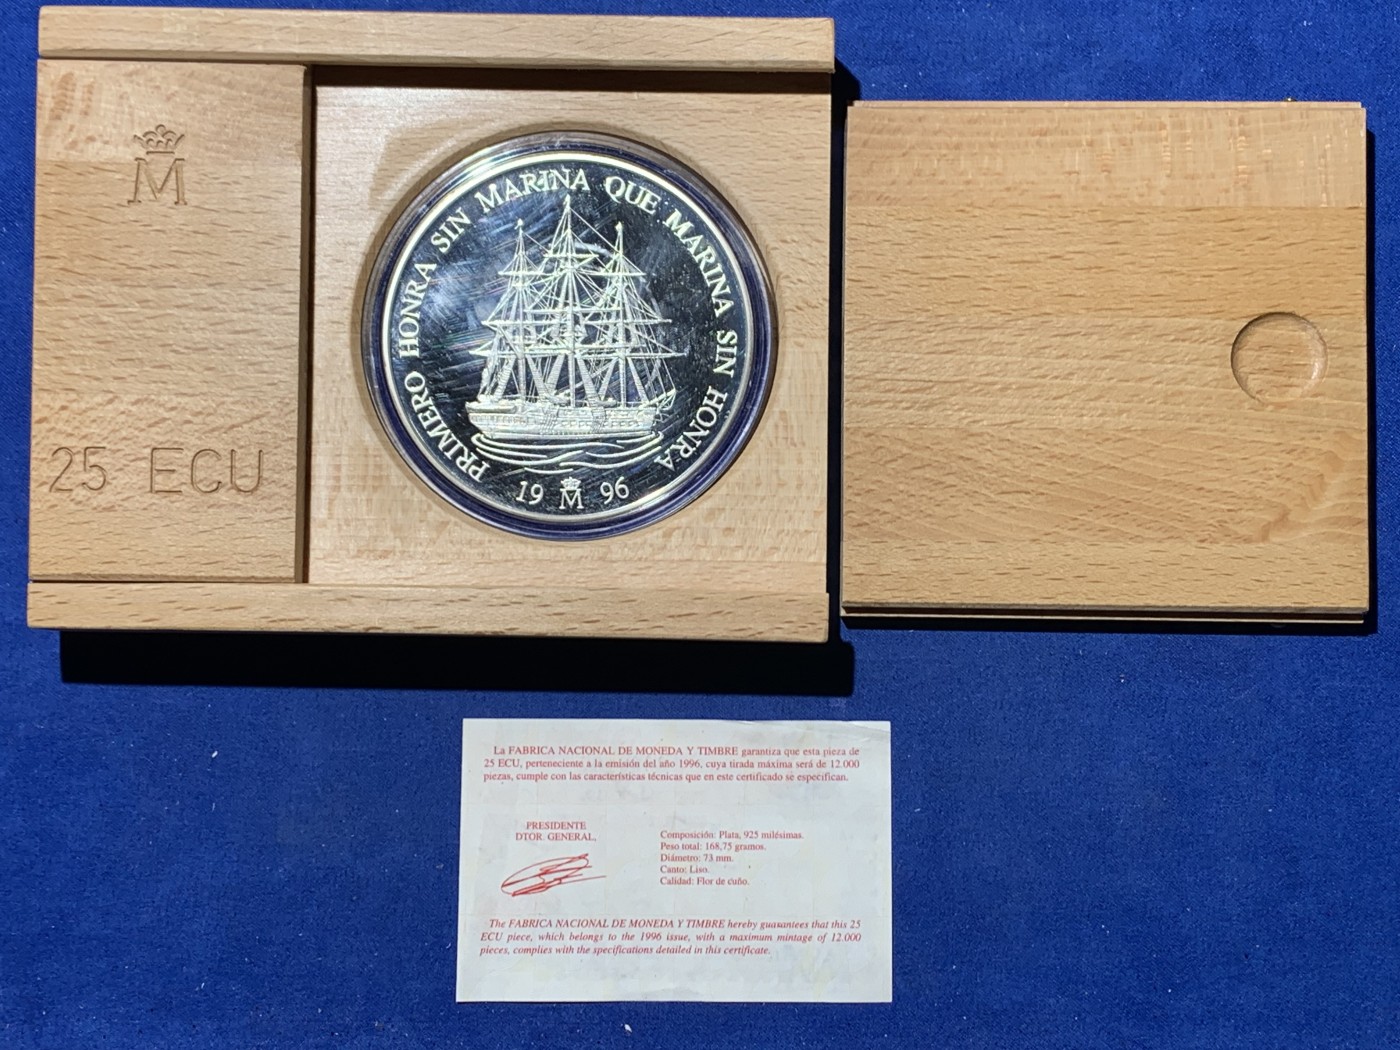 M
25 ECU
PRIMERO HONRA SIN MARINA QUE MARINA SIN HONRA
19 M 96
La FABRICA NACIONAL DE MONEDA Y TIMBRE garantiza que esta pieza de
25 ECU, perteneciente a la emisión del año 1996, cuya tirada máxima será de 12.000
piezas, cumple con las características técnicas que en este certificado se especifican.
PRESIDENTE
DTOR. GENERAL,
Composición: Plata, 925 milésimas.
Peso total: 168,75 gramos.
Diámetro: 73 mm.
Canto: Liso.
Calidad: Flor de cuño.
The FABRICA NACIONAL DE MONEDA Y TIMBRE hereby guarantees that this 25
ECU piece, which belongs to the 1996 issue, with a maximum mintage of 12.000
pieces, complies with the specifications detailed in this certificate.